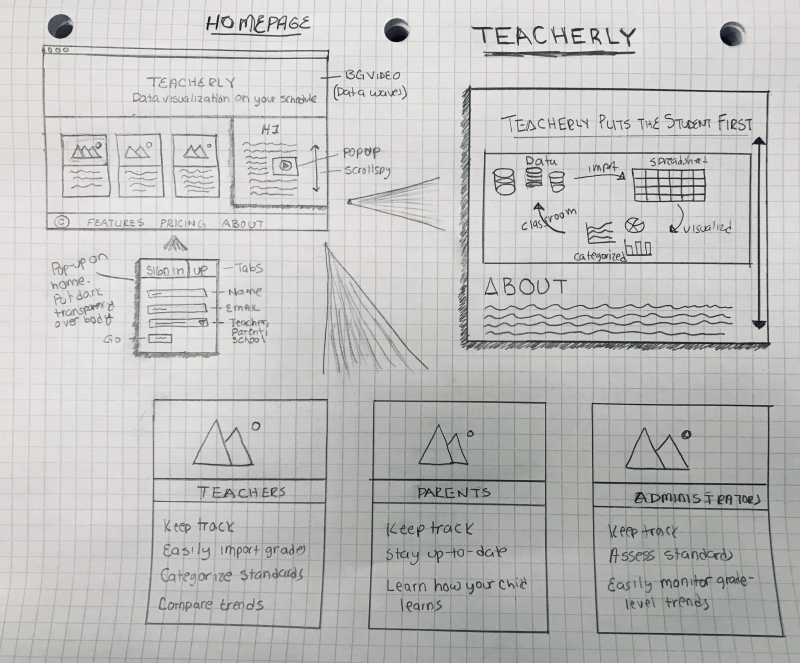 HOMEPAGE
TEACHERLY
TEACHERLY
Data visualization on your schedule
BG VIDEO
(Data waves)
H1
POPUP
Scrollspy
© FEATURES PRICING ABOUT
Pop-up on
home.
Put dark
transparency
over body
SIGN IN UP
Tabs
Name
EMAIL
Teacher,
Parent,
School
Go
TEACHERLY PUTS THE STUDENT FIRST
Data
import
Spreadsheet
classroom
visualized
categorized
ABOUT
TEACHERS
Keep track
Easily import grades
Categorize standards
Compare trends
PARENTS
Keep track
Stay up-to-date
Learn how your child
learns
ADMINISTRATORS
Keep track
Assess standards
Easily monitor grade-
level trends